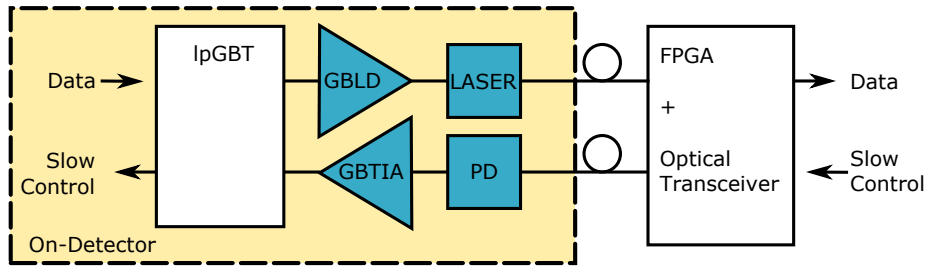 lpGBT
GBLD
LASER
FPGA
+
Optical
Transceiver
Data
Data
Slow
Control
GBTIA
PD
Slow
Control
On-Detector